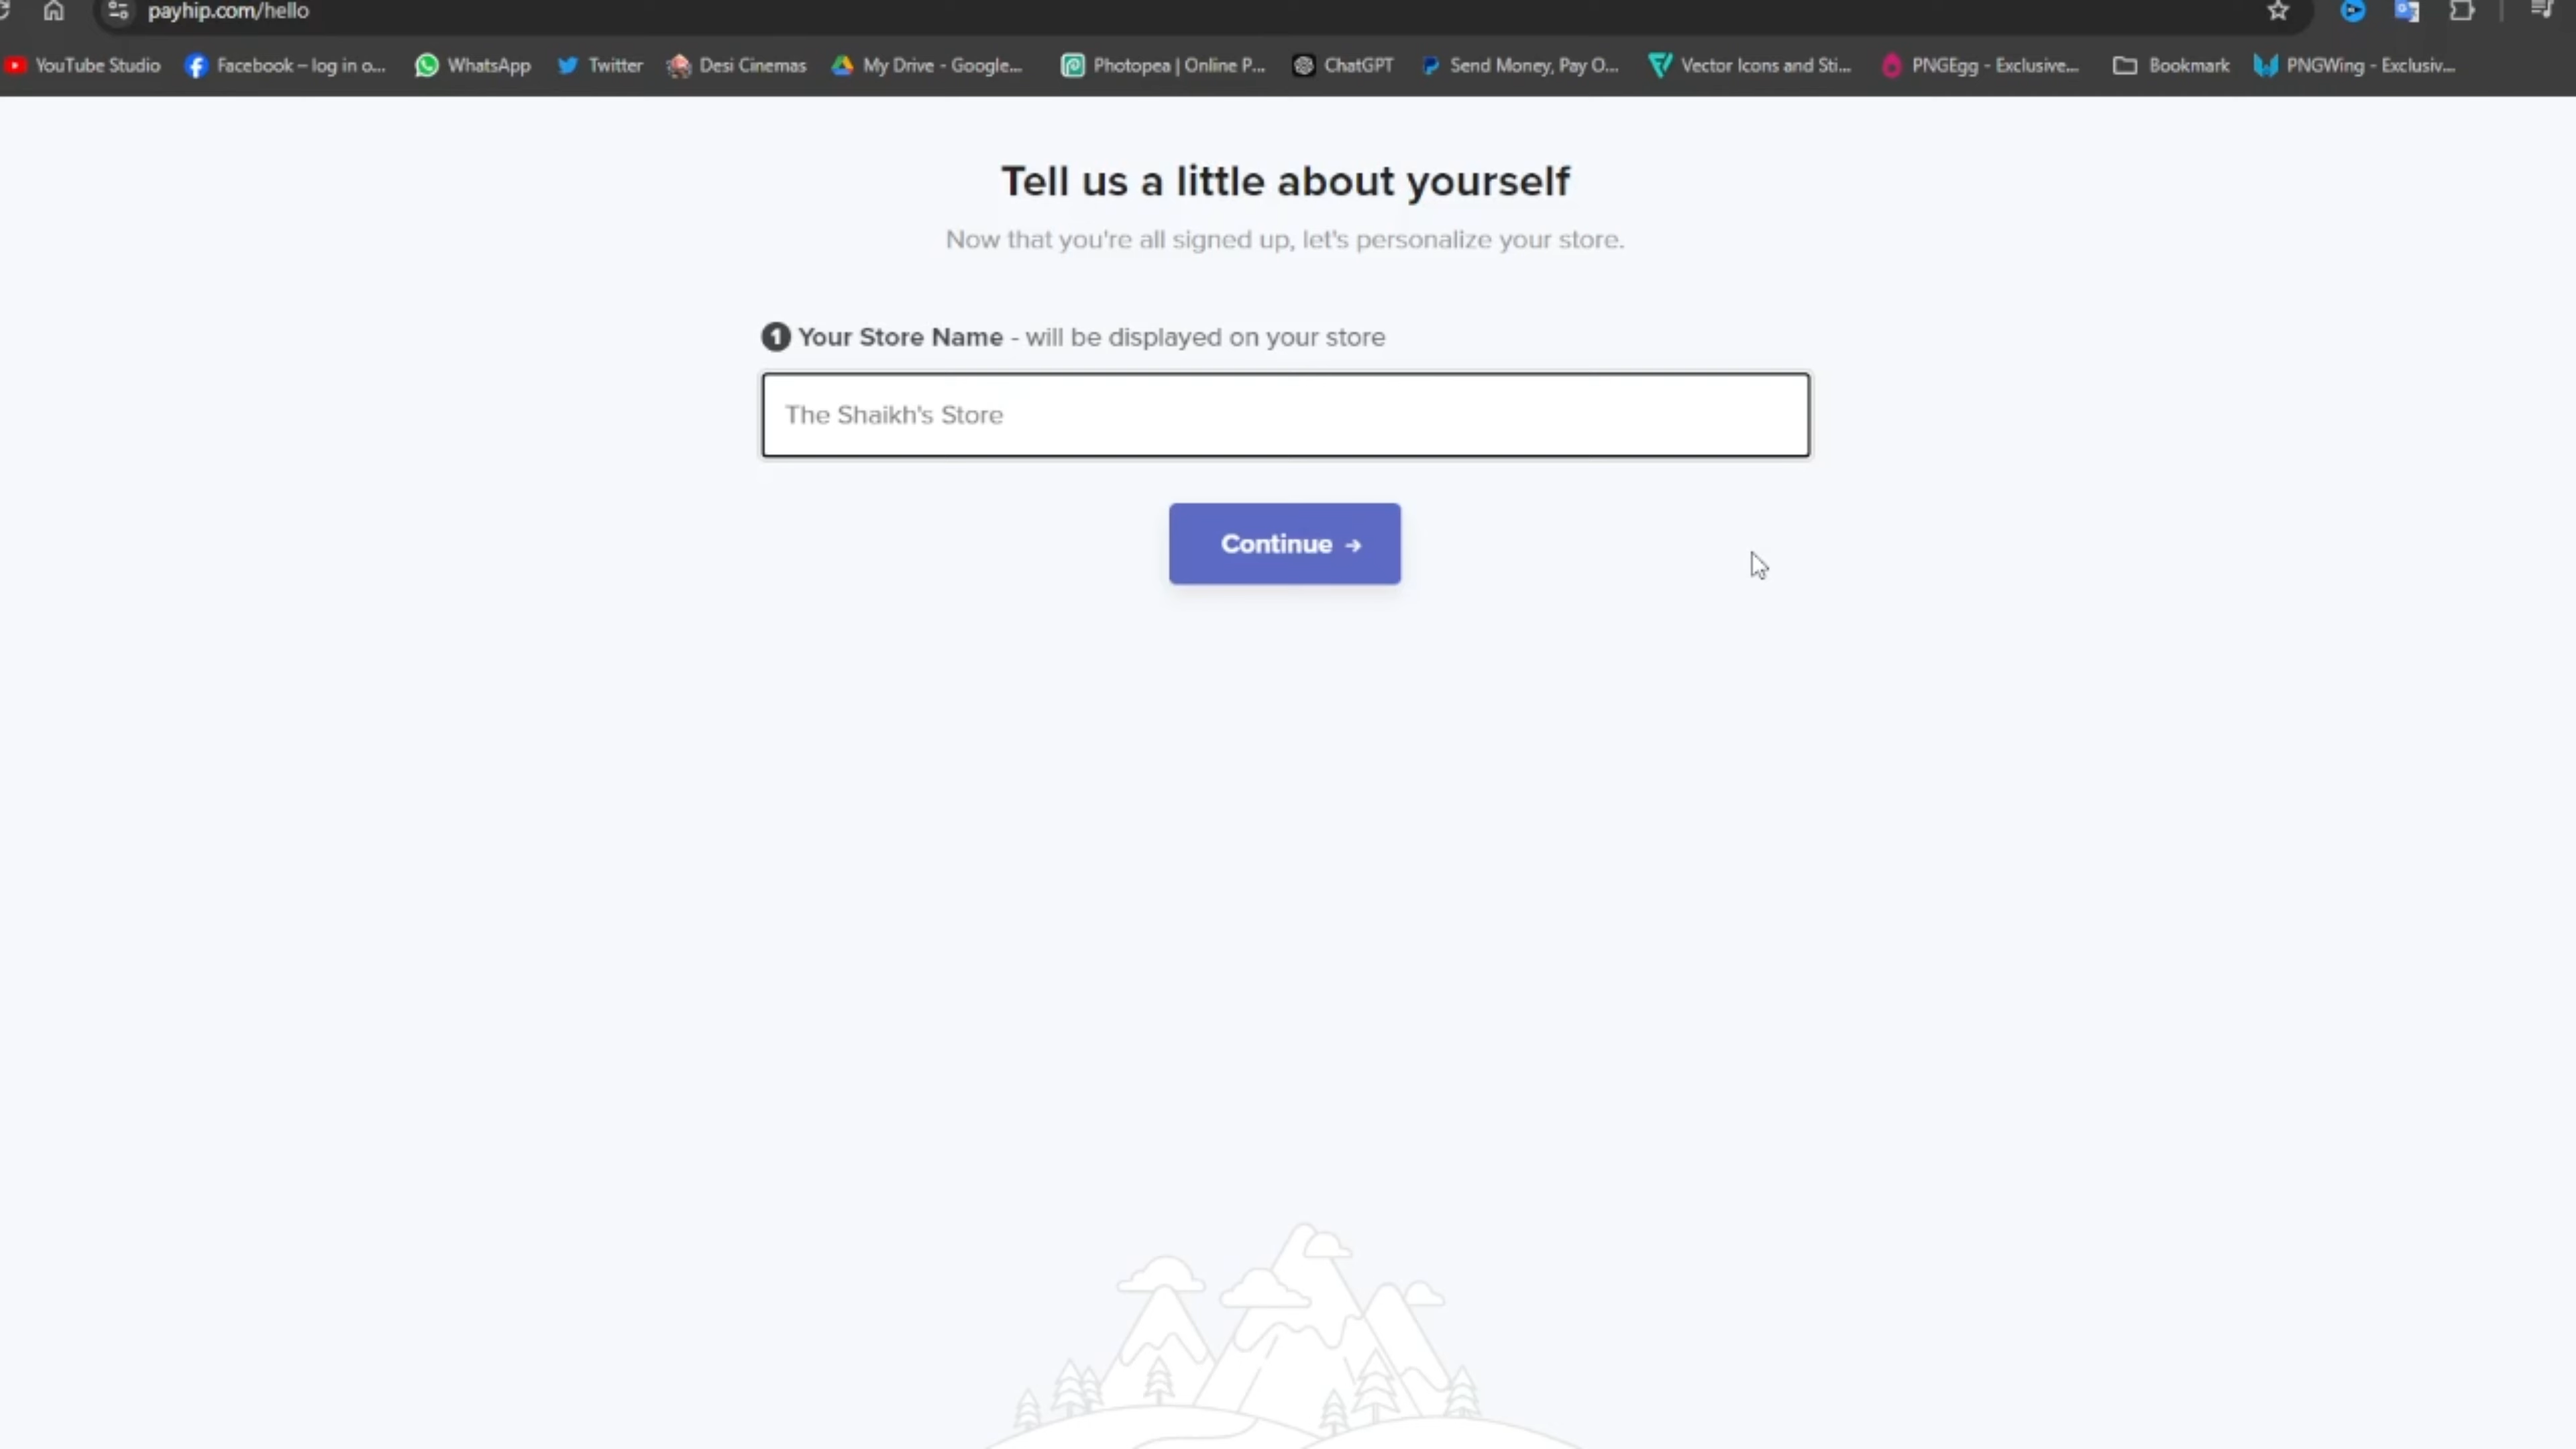 payhip.com/hello
YouTube Studio Facebook – log in o... WhatsApp Twitter Desi Cinemas My Drive - Google... Photopea | Online P... ChatGPT Send Money, Pay O... Vector Icons and Sti... PNGEgg - Exclusive... Bookmark PNGWing - Exclusiv...
Tell us a little about yourself
Now that you're all signed up, let's personalize your store.
1 Your Store Name - will be displayed on your store
The Shaikh's Store
Continue →